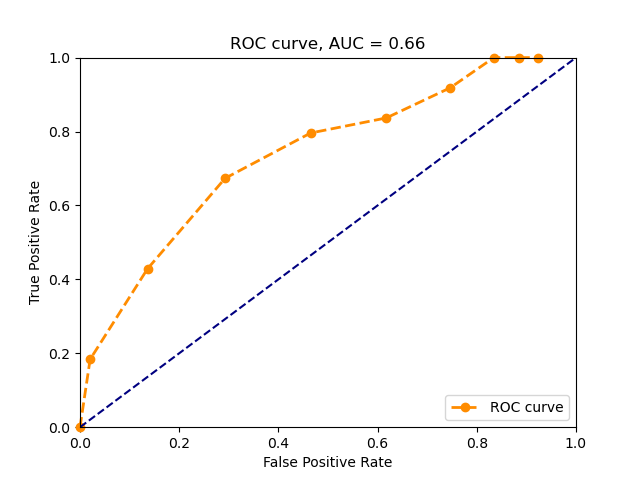 ROC curve, AUC = 0.66
1.0
0.8
0.6
0.4
0.2
0.0
True Positive Rate
0.0 0.2 0.4 0.6 0.8 1.0
False Positive Rate
ROC curve